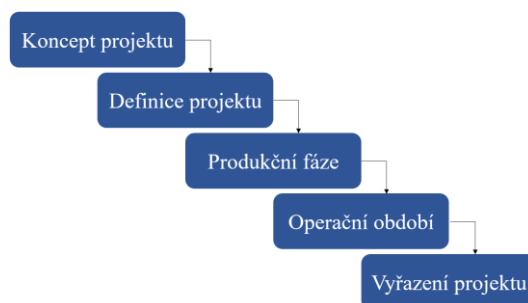 Koncept projektu
Definice projektu
Produkční fáze
Operační období
Vyřazení projektu